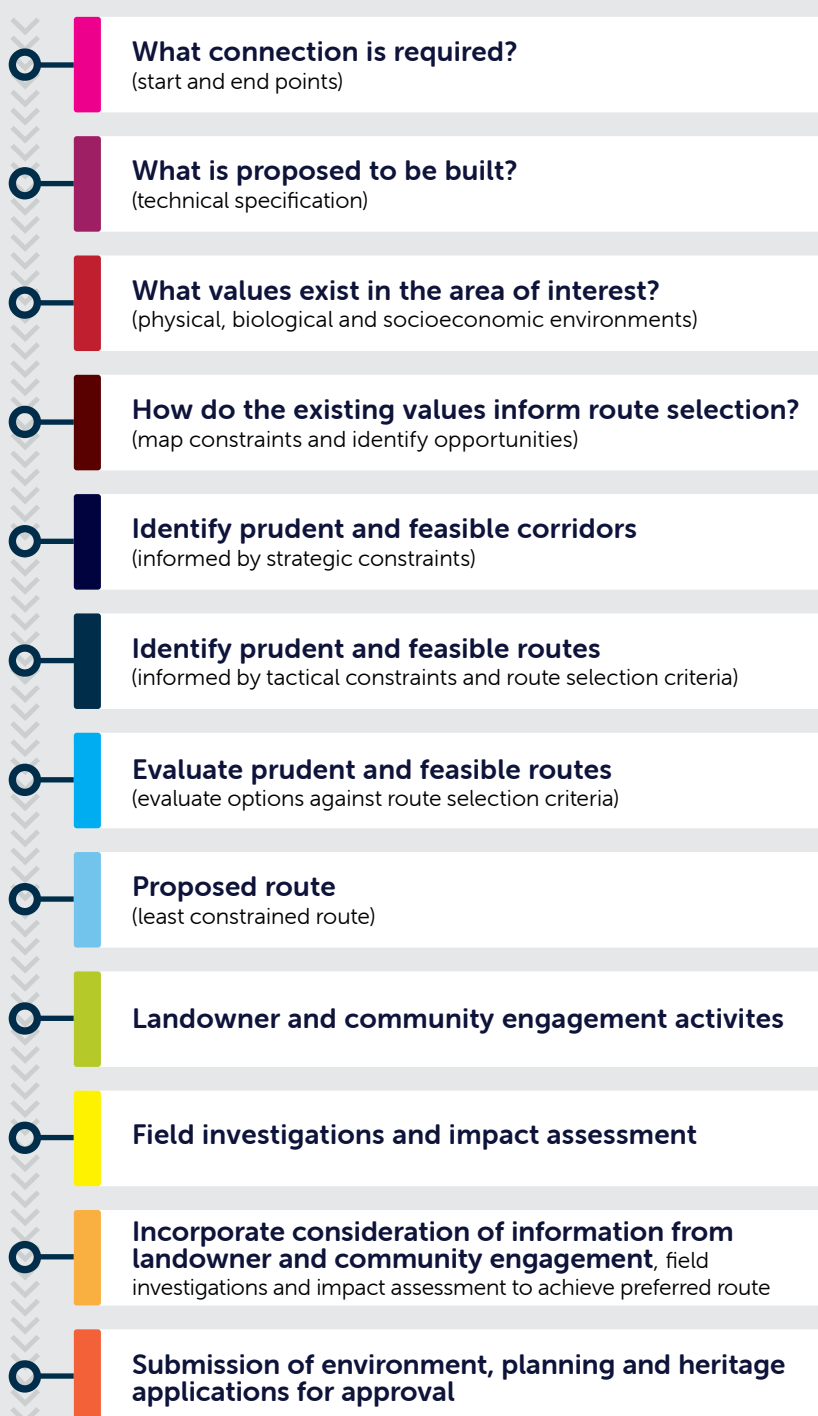 What connection is required?
(start and end points)
What is proposed to be built?
(technical specification)
What values exist in the area of interest?
(physical, biological and socioeconomic environments)
How do the existing values inform route selection?
(map constraints and identify opportunities)
Identify prudent and feasible corridors
(informed by strategic constraints)
Identify prudent and feasible routes
(informed by tactical constraints and route selection criteria)
Evaluate prudent and feasible routes
(evaluate options against route selection criteria)
Proposed route
(least constrained route)
Landowner and community engagement activites
Field investigations and impact assessment
Incorporate consideration of information from
landowner and community engagement, field
investigations and impact assessment to achieve preferred route
Submission of environment, planning and heritage
applications for approval